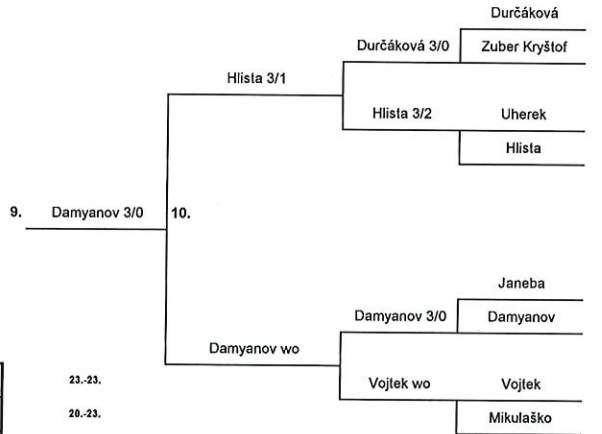 Durčáková
Durčáková 3/0
Zuber Kryštof
Hlista 3/1
Hlista 3/2
Uherek
Hlista
9.
Damyanov 3/0
10.
Janeba
Damyanov 3/0
Damyanov
Damyanov wo
23.-23.
Vojtek wo
Vojtek
20.-23.
Mikulaško